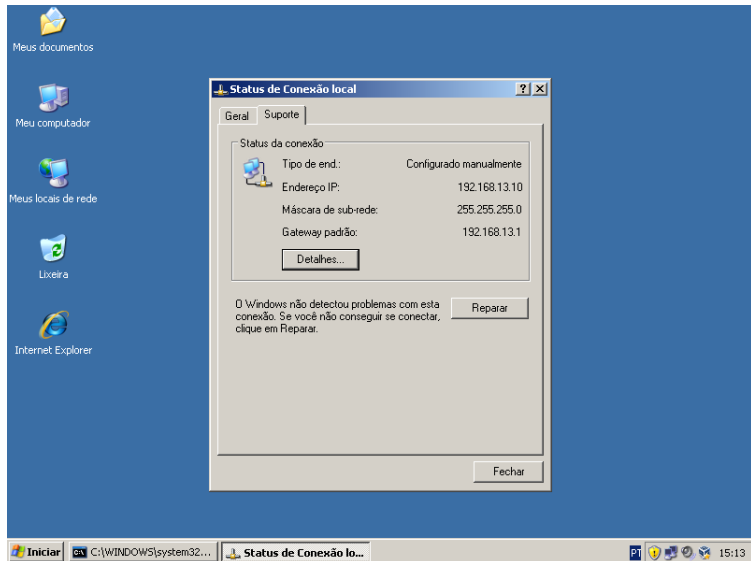 Meus documentos
Meu computador
Meus locais de rede
Lixeira
Internet Explorer
Status de Conexão local
Geral Suporte
Status da conexão
Tipo de end.: Configurado manualmente
Endereço IP: 192.168.13.10
Máscara de sub-rede: 255.255.255.0
Gateway padrão: 192.168.13.1
Detalhes...
O Windows não detectou problemas com esta
conexão. Se você não conseguir se conectar,
clique em Reparar.
Reparar
Fechar
Iniciar C:\WINDOWS\system32... Status de Conexão lo... PT 15:13